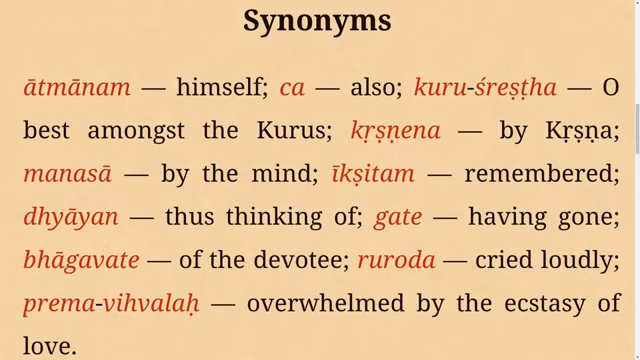 Synonyms
ātmānam — himself; ca — also; kuru-śreṣṭha — O
best amongst the Kurus; kṛṣṇena — by Kṛṣṇa;
manasā — by the mind; īkṣitam — remembered;
dhyāyan — thus thinking of; gate — having gone;
bhāgavate — of the devotee; ruroda — cried loudly;
prema-vihvalaḥ — overwhelmed by the ecstasy of
love.